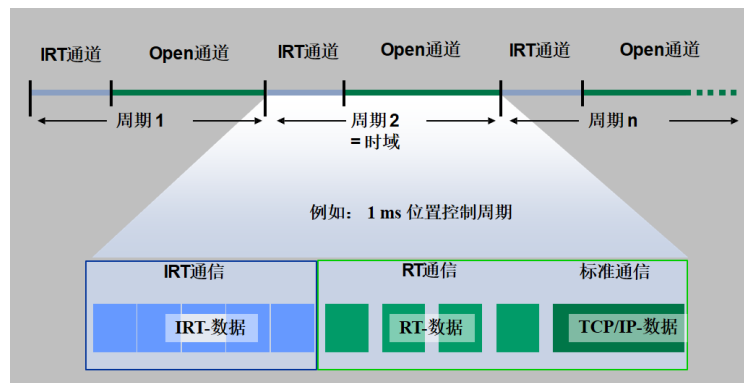 IRT通道 Open通道 IRT通道 Open通道 IRT通道 Open通道
周期 1 周期 2 周期 n
= 时域
例如： 1 ms 位置控制周期
IRT通信 RT通信 标准通信
IRT-数据 RT-数据 TCP/IP-数据